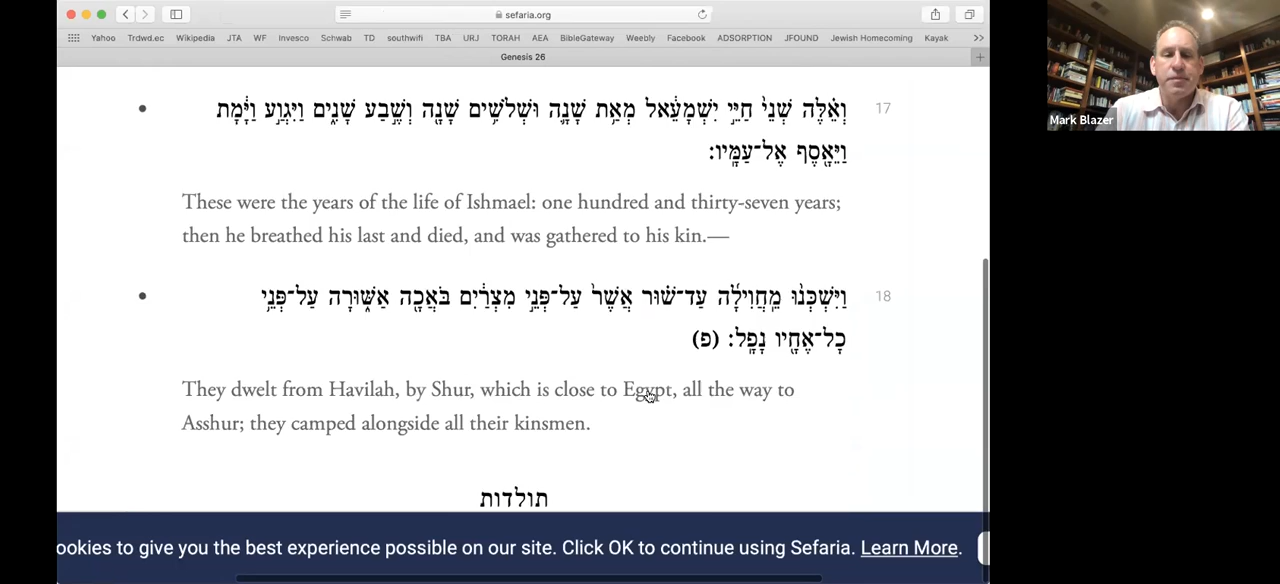 sefaria.org
Yahoo Trdwd.ec Wikipedia JTA WF Invesco Schwab TD southwifi TBA URJ TORAH AEA BibleGateway Weebly Facebook ADSORPTION JFOUND Jewish Homecoming Kayak >>
Genesis 26
17 וְאֵ֗לֶּה שְׁנֵי֙ חַיֵּ֣י יִשְׁמָעֵ֔אל מְאַ֥ת שָׁנָ֛ה וּשְׁלֹשִׁ֥ים שָׁנָ֖ה וְשֶׁ֣בַע שָׁנִ֑ים וַיִּגְוַ֣ע וַיָּ֔מׇת
וַיֵּאָ֖סֶף אֶל־עַמָּֽיו׃
These were the years of the life of Ishmael: one hundred and thirty-seven years;
then he breathed his last and died, and was gathered to his kin.—
18 וַיִּשְׁכְּנ֨וּ מֵֽחֲוִילָ֜ה עַד־שׁ֗וּר אֲשֶׁר֙ עַל־פְּנֵ֣י מִצְרַ֔יִם בֹּאֲכָ֖ה אַשּׁ֑וּרָה עַל־פְּנֵ֥י
כׇל־אֶחָ֖יו נָפָֽל׃ (פ)
They dwelt from Havilah, by Shur, which is close to Egypt, all the way to
Asshur; they camped alongside all their kinsmen.
תולדות
ookies to give you the best experience possible on our site. Click OK to continue using Sefaria. Learn More.
Mark Blazer